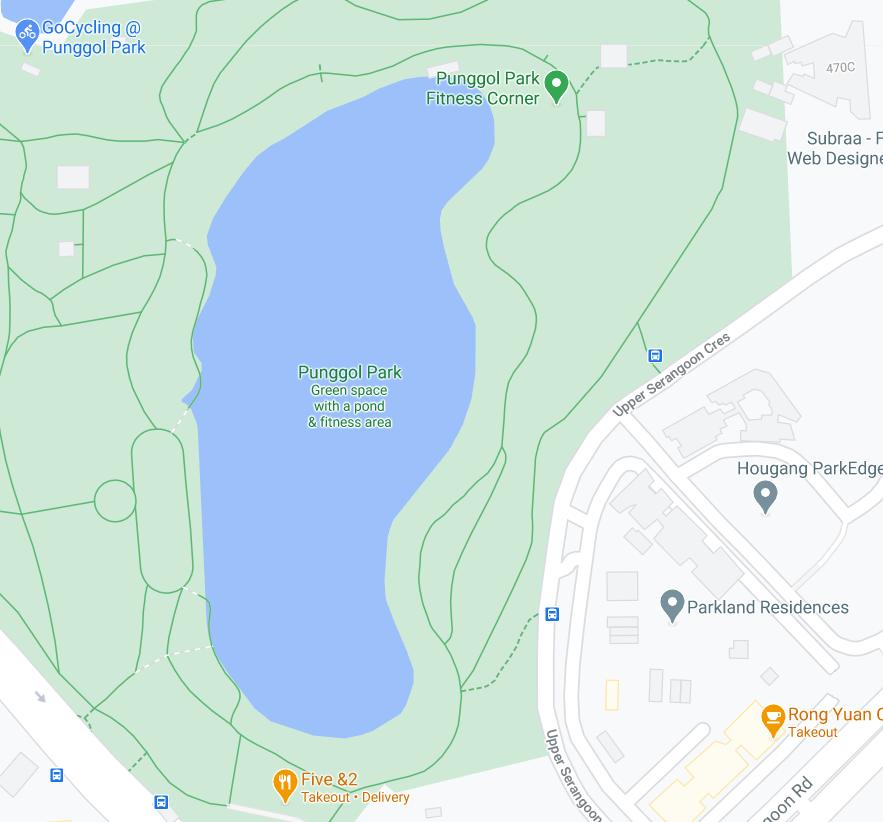 GoCycling @
Punggol Park
Punggol Park
Fitness Corner
470C
Subraa - F
Web Designe
Upper Serangoon Cres
Punggol Park
Green space
with a pond
& fitness area
Hougang ParkEdge
Parkland Residences
Rong Yuan C
Takeout
Upper Serangoon
goon Rd
Five &2
Takeout • Delivery